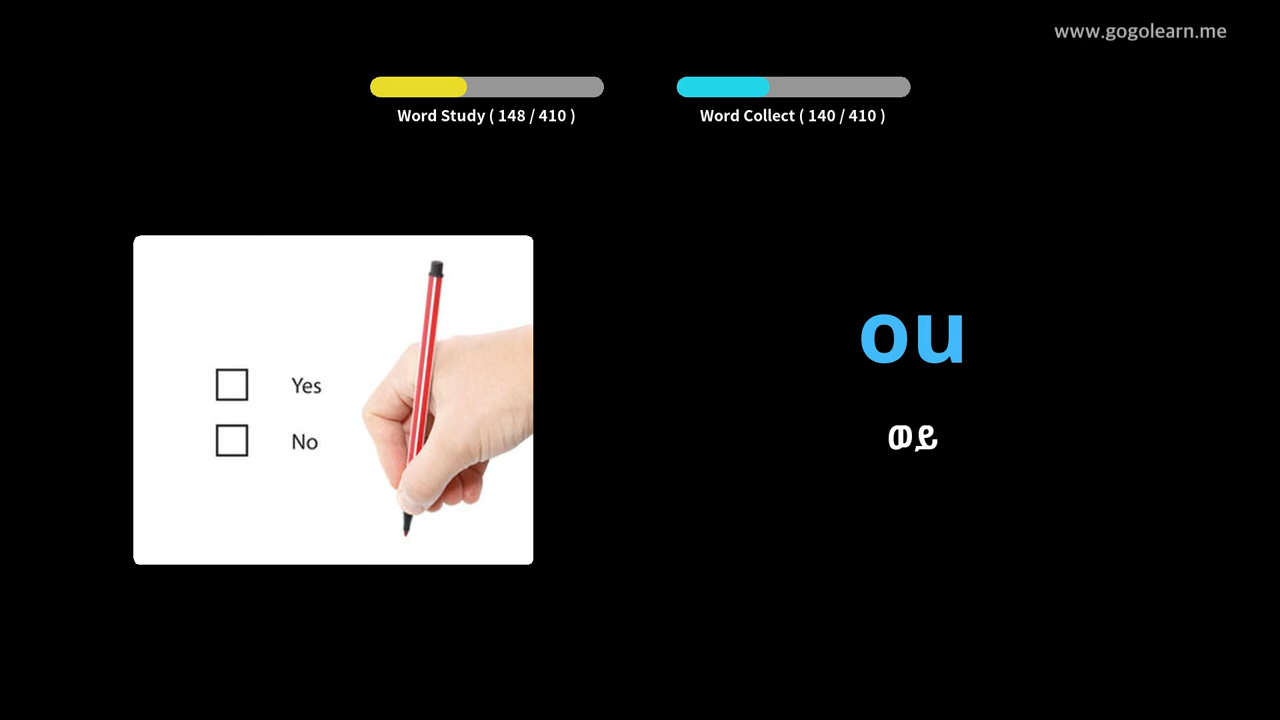 www.gogolearn.me
Word Study ( 148 / 410 )
Word Collect ( 140 / 410 )
Yes
No
ou
ወይ